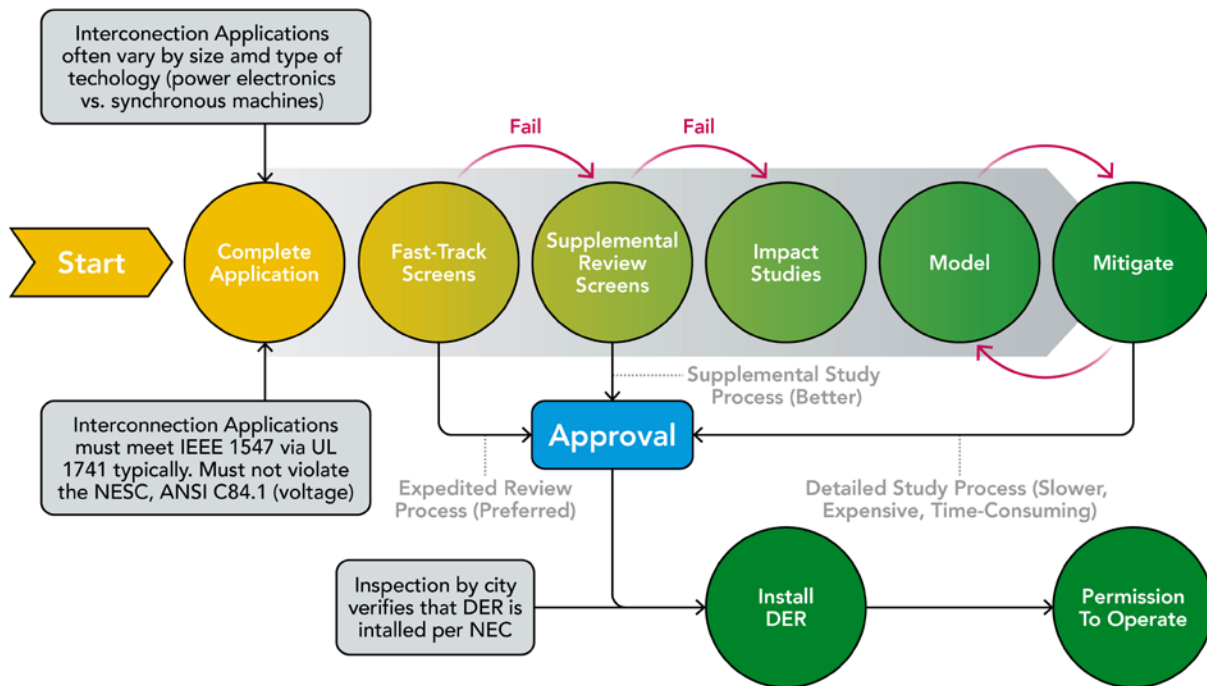 Interconection Applications
often vary by size amd type of
techology (power electronics
vs. synchronous machines)
Fail
Fail
Start
Complete
Application
Fast-Track
Screens
Supplemental
Review
Screens
Impact
Studies
Model
Mitigate
Supplemental Study
Process (Better)
Interconnection Applications
must meet IEEE 1547 via UL
1741 typically. Must not violate
the NESC, ANSI C84.1 (voltage)
Approval
Expedited Review
Process (Preferred)
Detailed Study Process (Slower,
Expensive, Time-Consuming)
Inspection by city
verifies that DER is
intalled per NEC
Install
DER
Permission
To Operate